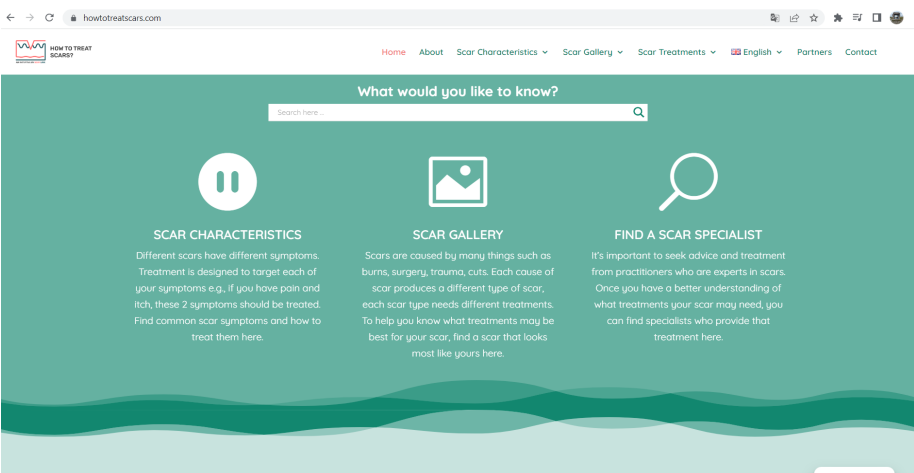 howtotreatscars.com
HOW TO TREAT
SCARS?
Home About Scar Characteristics Scar Gallery Scar Treatments English Partners Contact
What would you like to know?
Search here ..
SCAR CHARACTERISTICS
Different scars have different symptoms.
Treatment is designed to target each of
your symptoms e.g., if you have pain and
itch, these 2 symptoms should be treated.
Find common scar symptoms and how to
treat them here.
SCAR GALLERY
Scars are caused by many things such as
burns, surgery, trauma, cuts. Each cause of
scar produces a different type of scar,
each scar type needs different treatments.
To help you know what treatments may be
best for your scar, find a scar that looks
most like yours here.
FIND A SCAR SPECIALIST
It's important to seek advice and treatment
from practitioners who are experts in scars.
Once you have a better understanding of
what treatments your scar may need, you
can find specialists who provide that
treatment here.